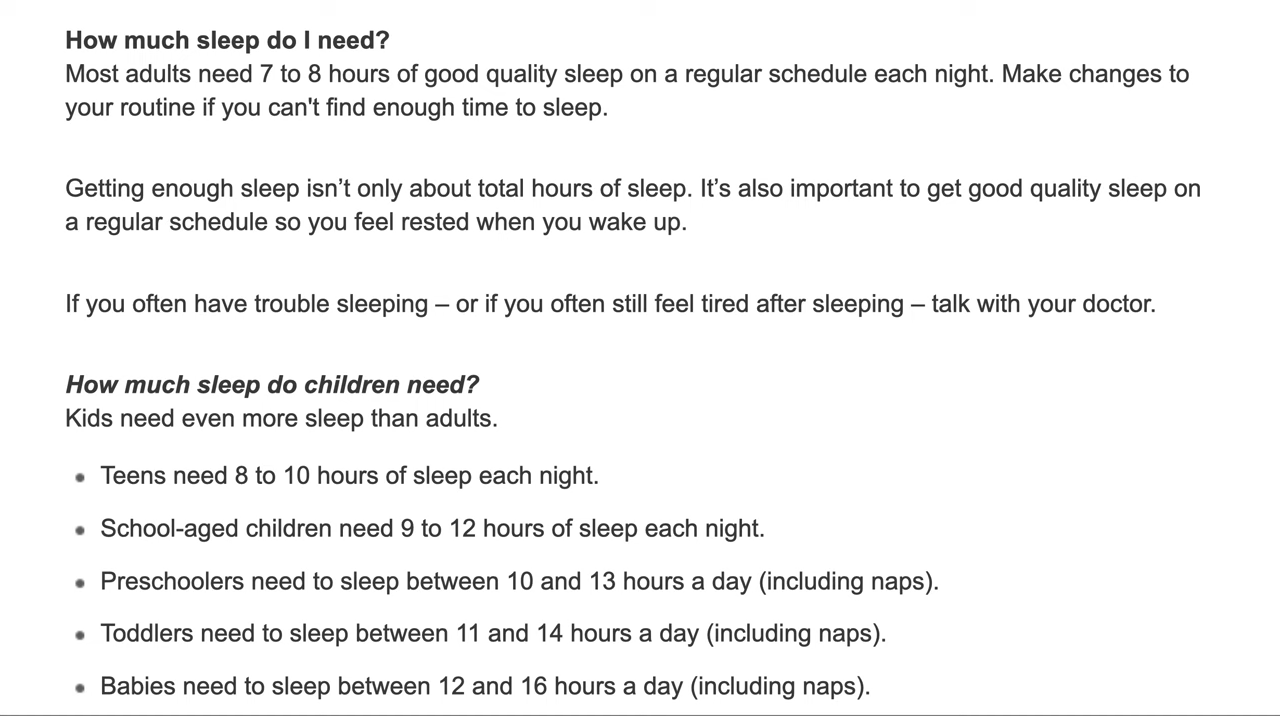 How much sleep do I need?
Most adults need 7 to 8 hours of good quality sleep on a regular schedule each night. Make changes to
your routine if you can't find enough time to sleep.
Getting enough sleep isn’t only about total hours of sleep. It’s also important to get good quality sleep on
a regular schedule so you feel rested when you wake up.
If you often have trouble sleeping – or if you often still feel tired after sleeping – talk with your doctor.
How much sleep do children need?
Kids need even more sleep than adults.
• Teens need 8 to 10 hours of sleep each night.
• School-aged children need 9 to 12 hours of sleep each night.
• Preschoolers need to sleep between 10 and 13 hours a day (including naps).
• Toddlers need to sleep between 11 and 14 hours a day (including naps).
• Babies need to sleep between 12 and 16 hours a day (including naps).